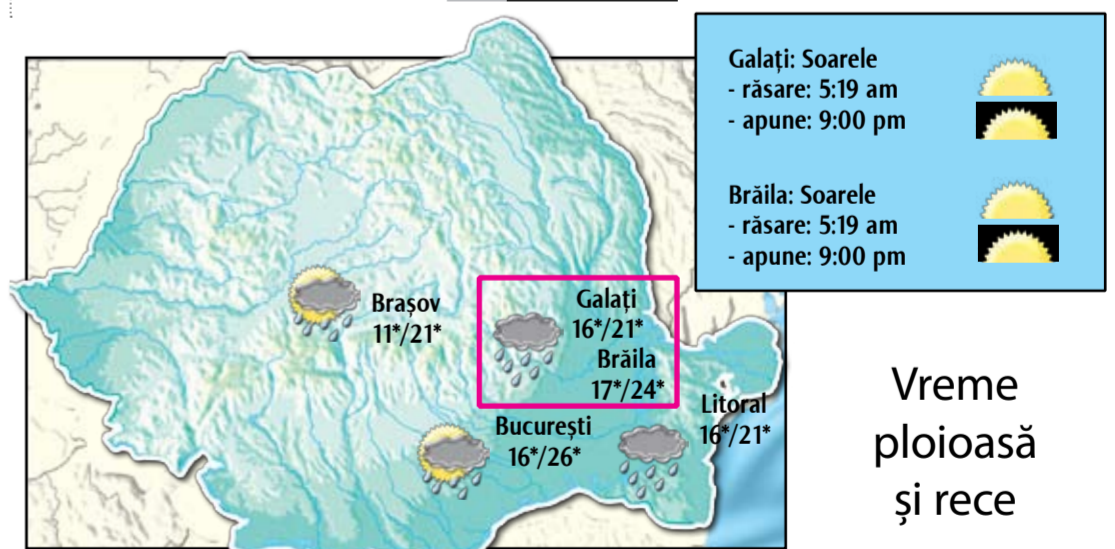 Galați: Soarele
- răsare: 5:19 am
- apune: 9:00 pm
Brăila: Soarele
- răsare: 5:19 am
- apune: 9:00 pm
Brașov
11*/21*
Galați
16*/21*
Brăila
17*/24*
Litoral
16*/21*
București
16*/26*
Vreme
ploioasă
și rece